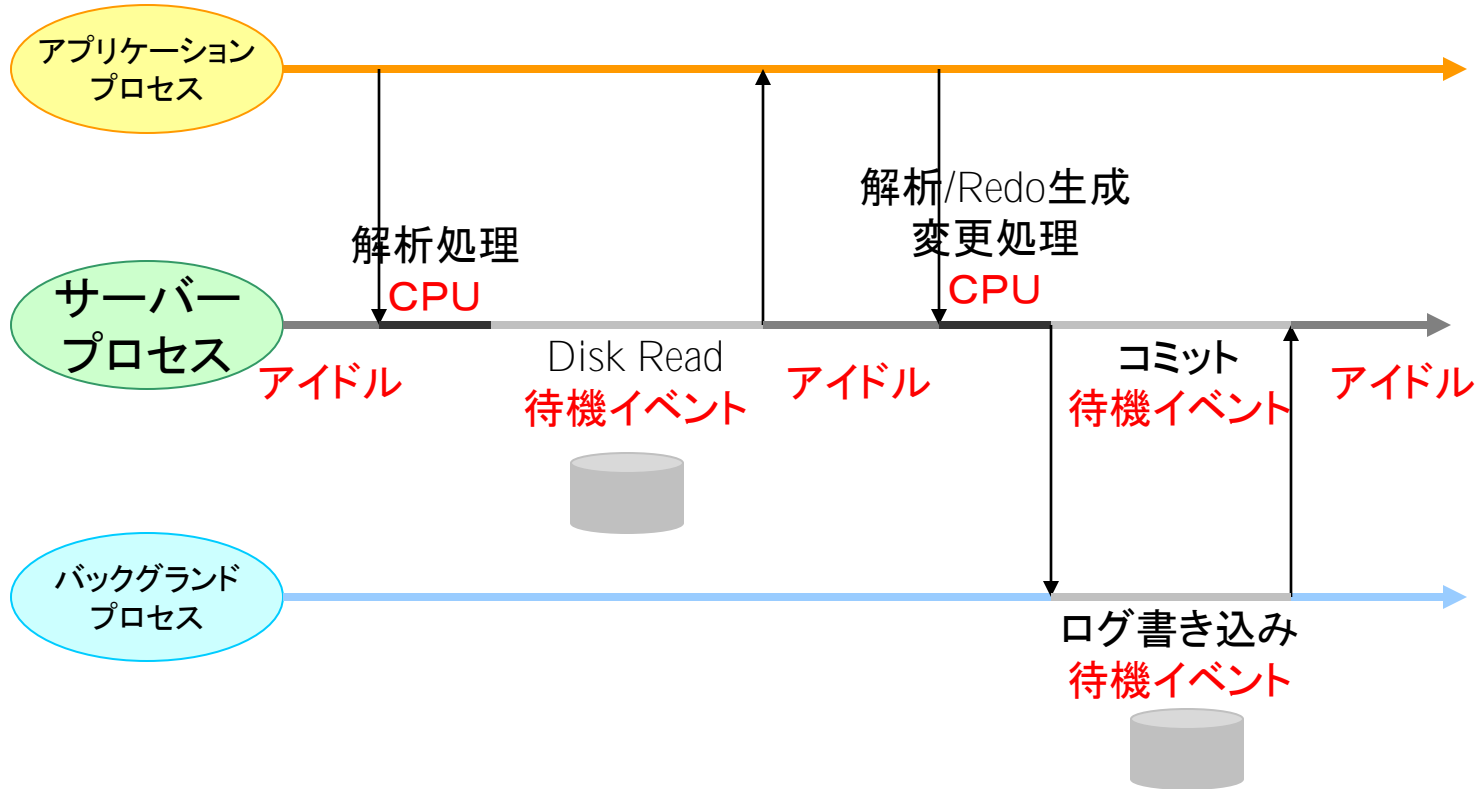 アプリケーション
プロセス
解析/Redo生成
変更処理
CPU
解析処理
CPU
サーバー
プロセス
アイドル
Disk Read
待機イベント
アイドル
コミット
待機イベント
アイドル
バックグランド
プロセス
ログ書き込み
待機イベント